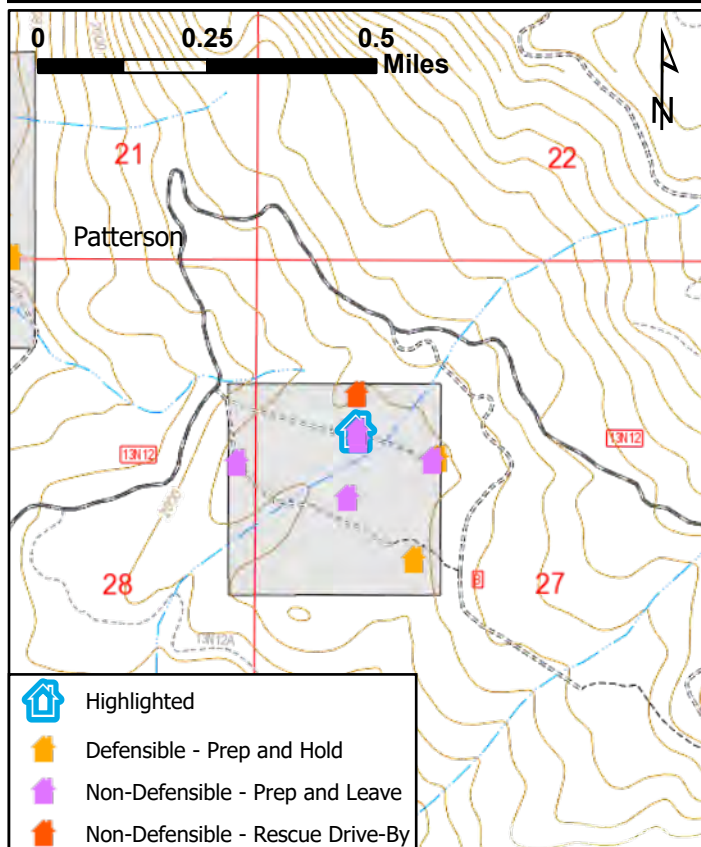 0 0.25 0.5
Miles
N
21
22
Patterson
13N12
13N12
2000
28
B
27
13N12A
Highlighted
Defensible - Prep and Hold
Non-Defensible - Prep and Leave
Non-Defensible - Rescue Drive-By